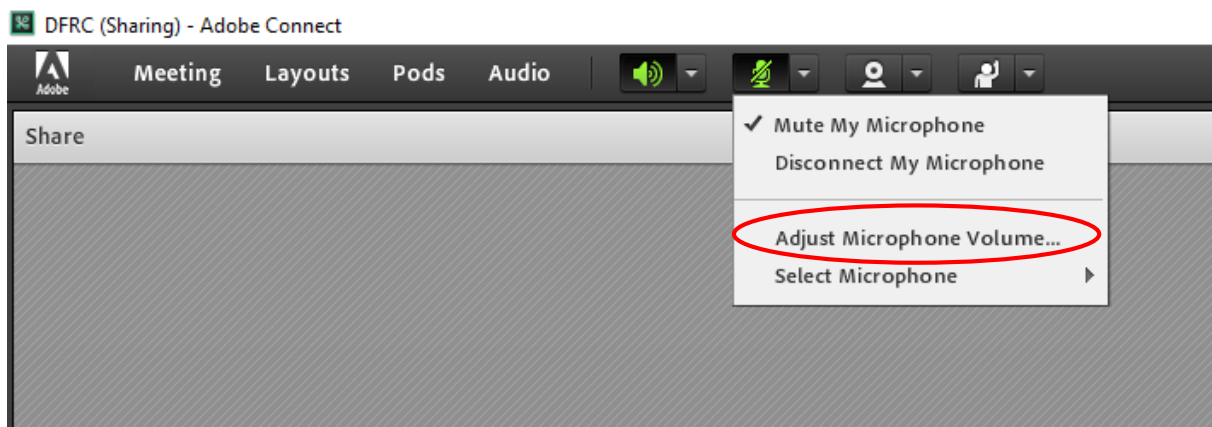 DFRC (Sharing) - Adobe Connect
Adobe
Meeting Layouts Pods Audio
Share
Mute My Microphone
Disconnect My Microphone
Adjust Microphone Volume...
Select Microphone